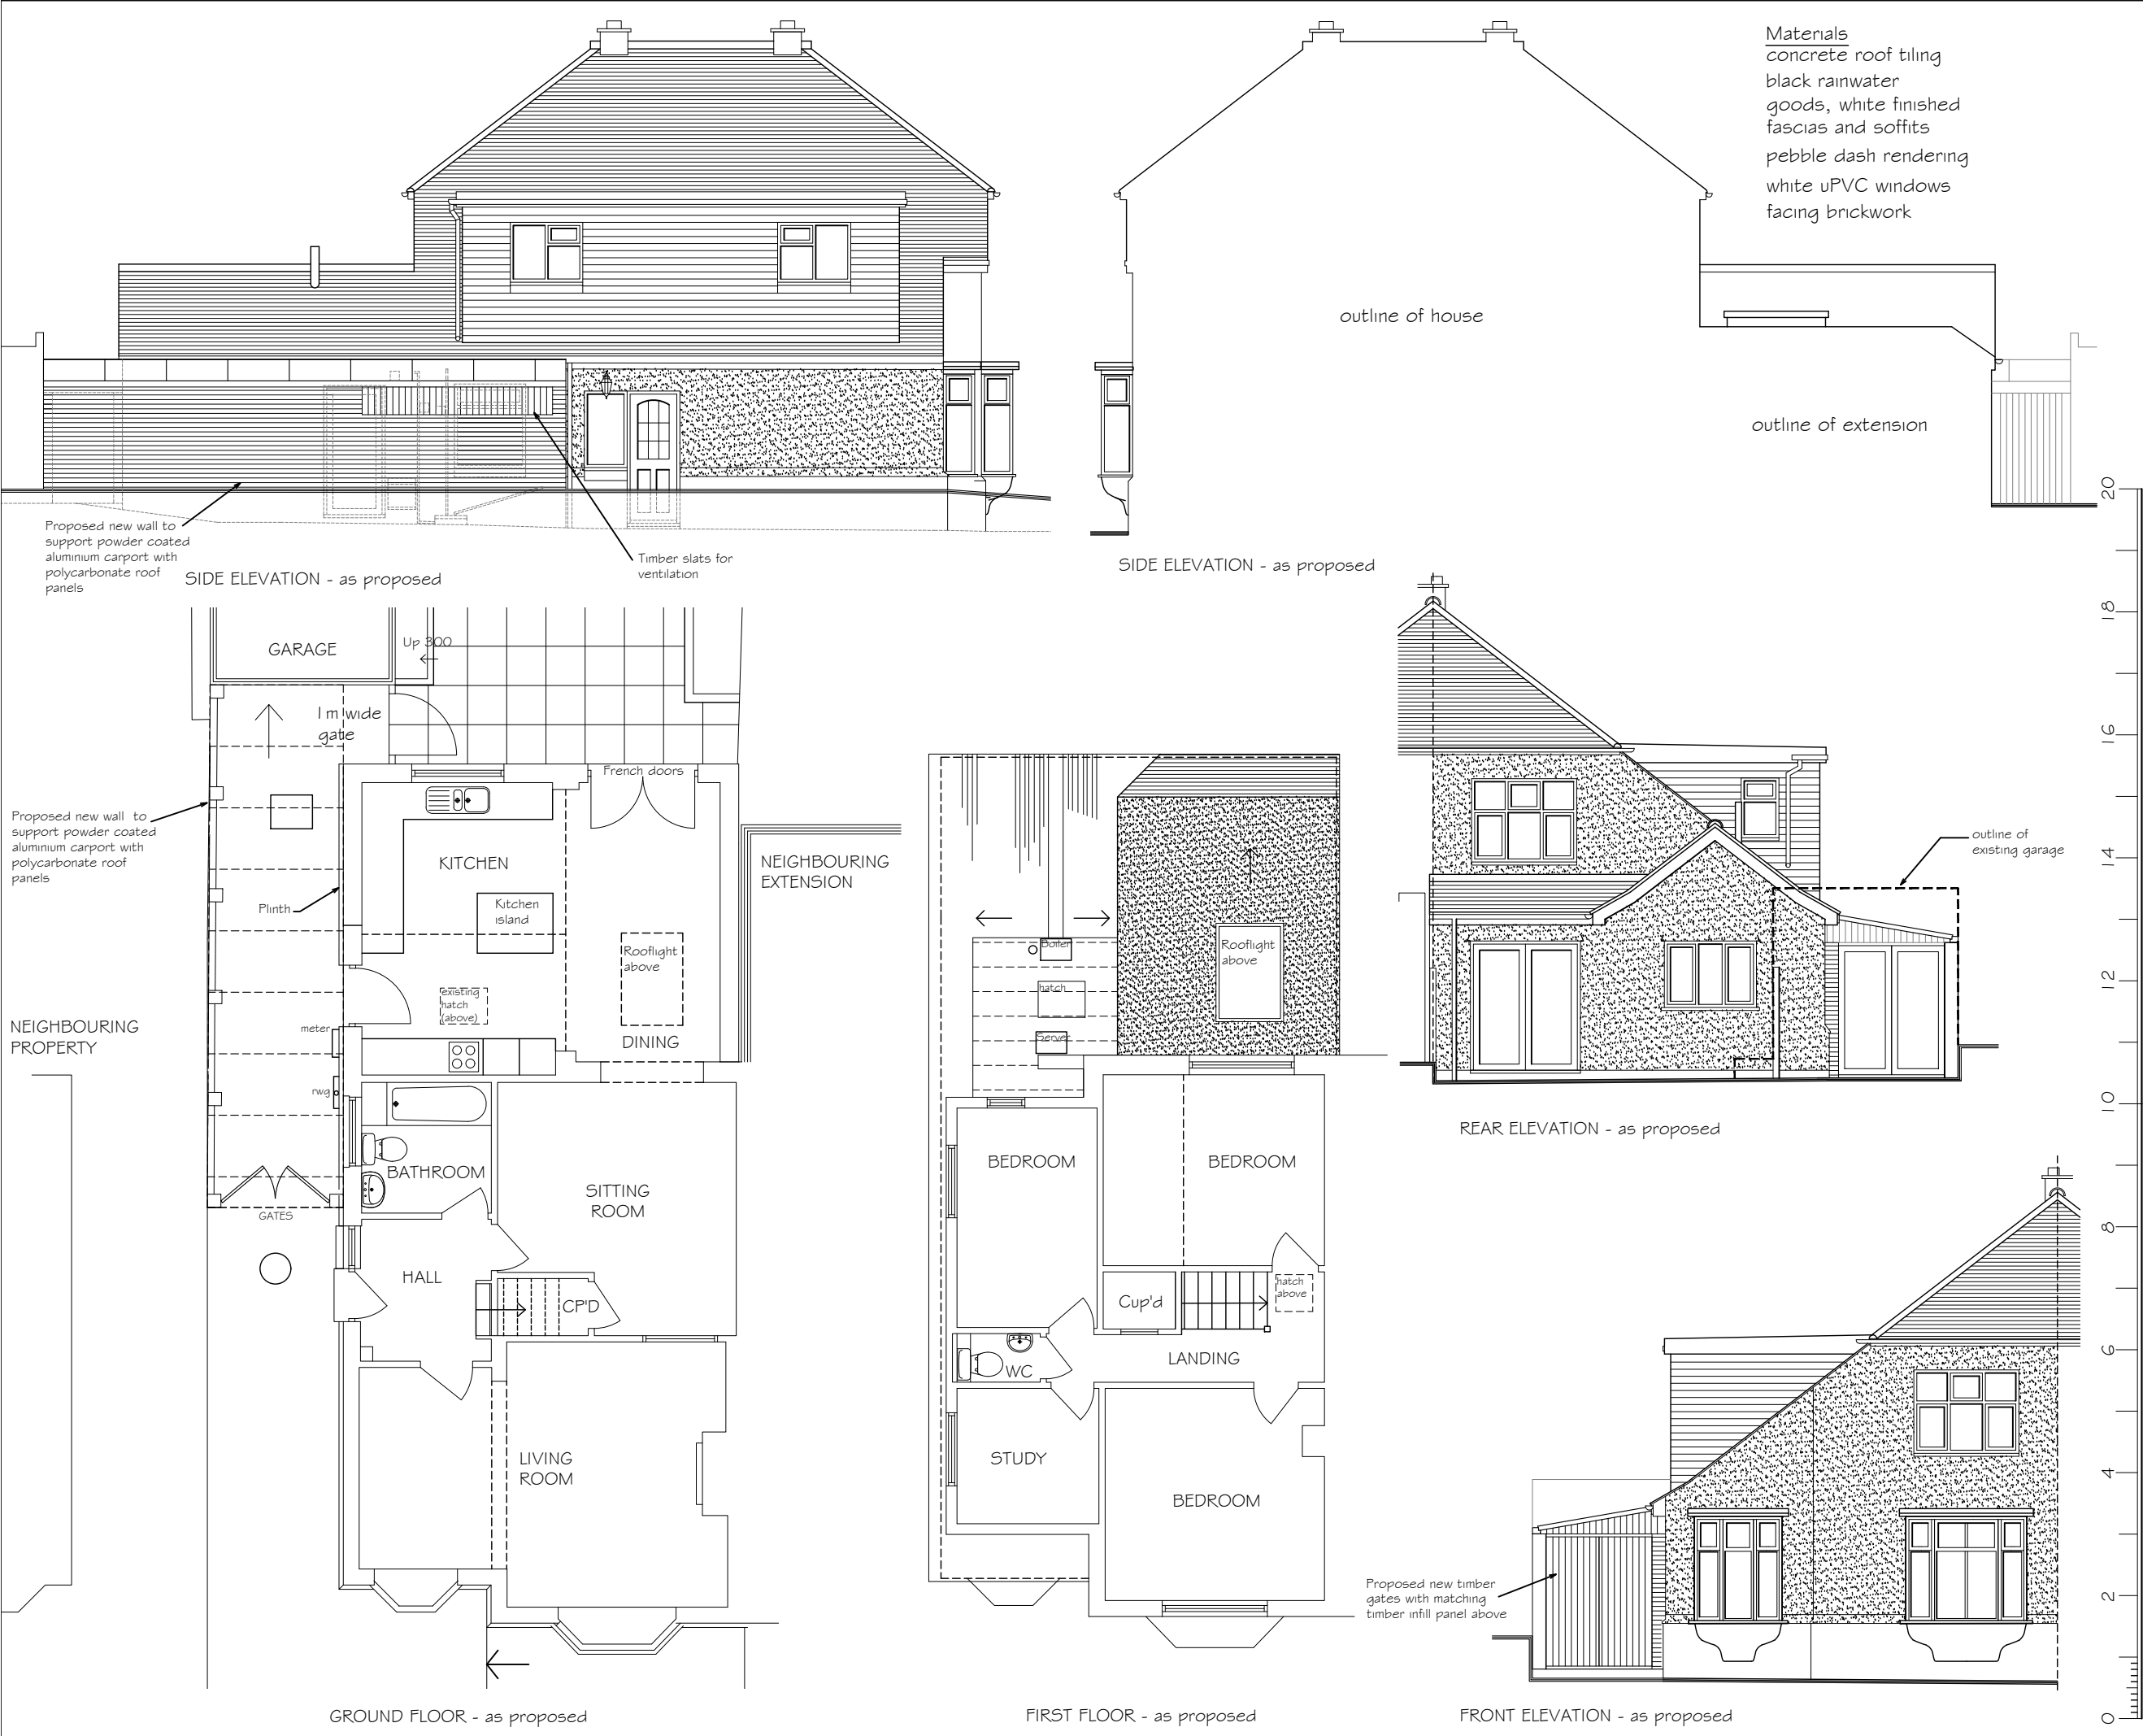 Materials
concrete roof tiling
black rainwater
goods, white finished
fascias and soffits
pebble dash rendering
white uPVC windows
facing brickwork
outline of house
outline of extension
Proposed new wall to
support powder coated
aluminium carport with
polycarbonate roof
panels
Timber slats for
ventilation
SIDE ELEVATION - as proposed
SIDE ELEVATION - as proposed
GARAGE
Up 300
1m wide
gate
French doors
Proposed new wall to
support powder coated
aluminium carport with
polycarbonate roof
panels
KITCHEN
NEIGHBOURING
EXTENSION
Plinth
Kitchen
island
Rooflight
above
existing
hatch
(above)
NEIGHBOURING
PROPERTY
meter
DINING
rwg
BATHROOM
SITTING
ROOM
GATES
HALL
CP'D
LIVING
ROOM
GROUND FLOOR - as proposed
Boiler
Rooflight
above
hatch
Server
BEDROOM
BEDROOM
Cup'd
hatch
above
WC
LANDING
STUDY
BEDROOM
FIRST FLOOR - as proposed
outline of
existing garage
REAR ELEVATION - as proposed
Proposed new timber
gates with matching
timber infill panel above
FRONT ELEVATION - as proposed
20
18
16
14
12
10
8
6
4
2
0